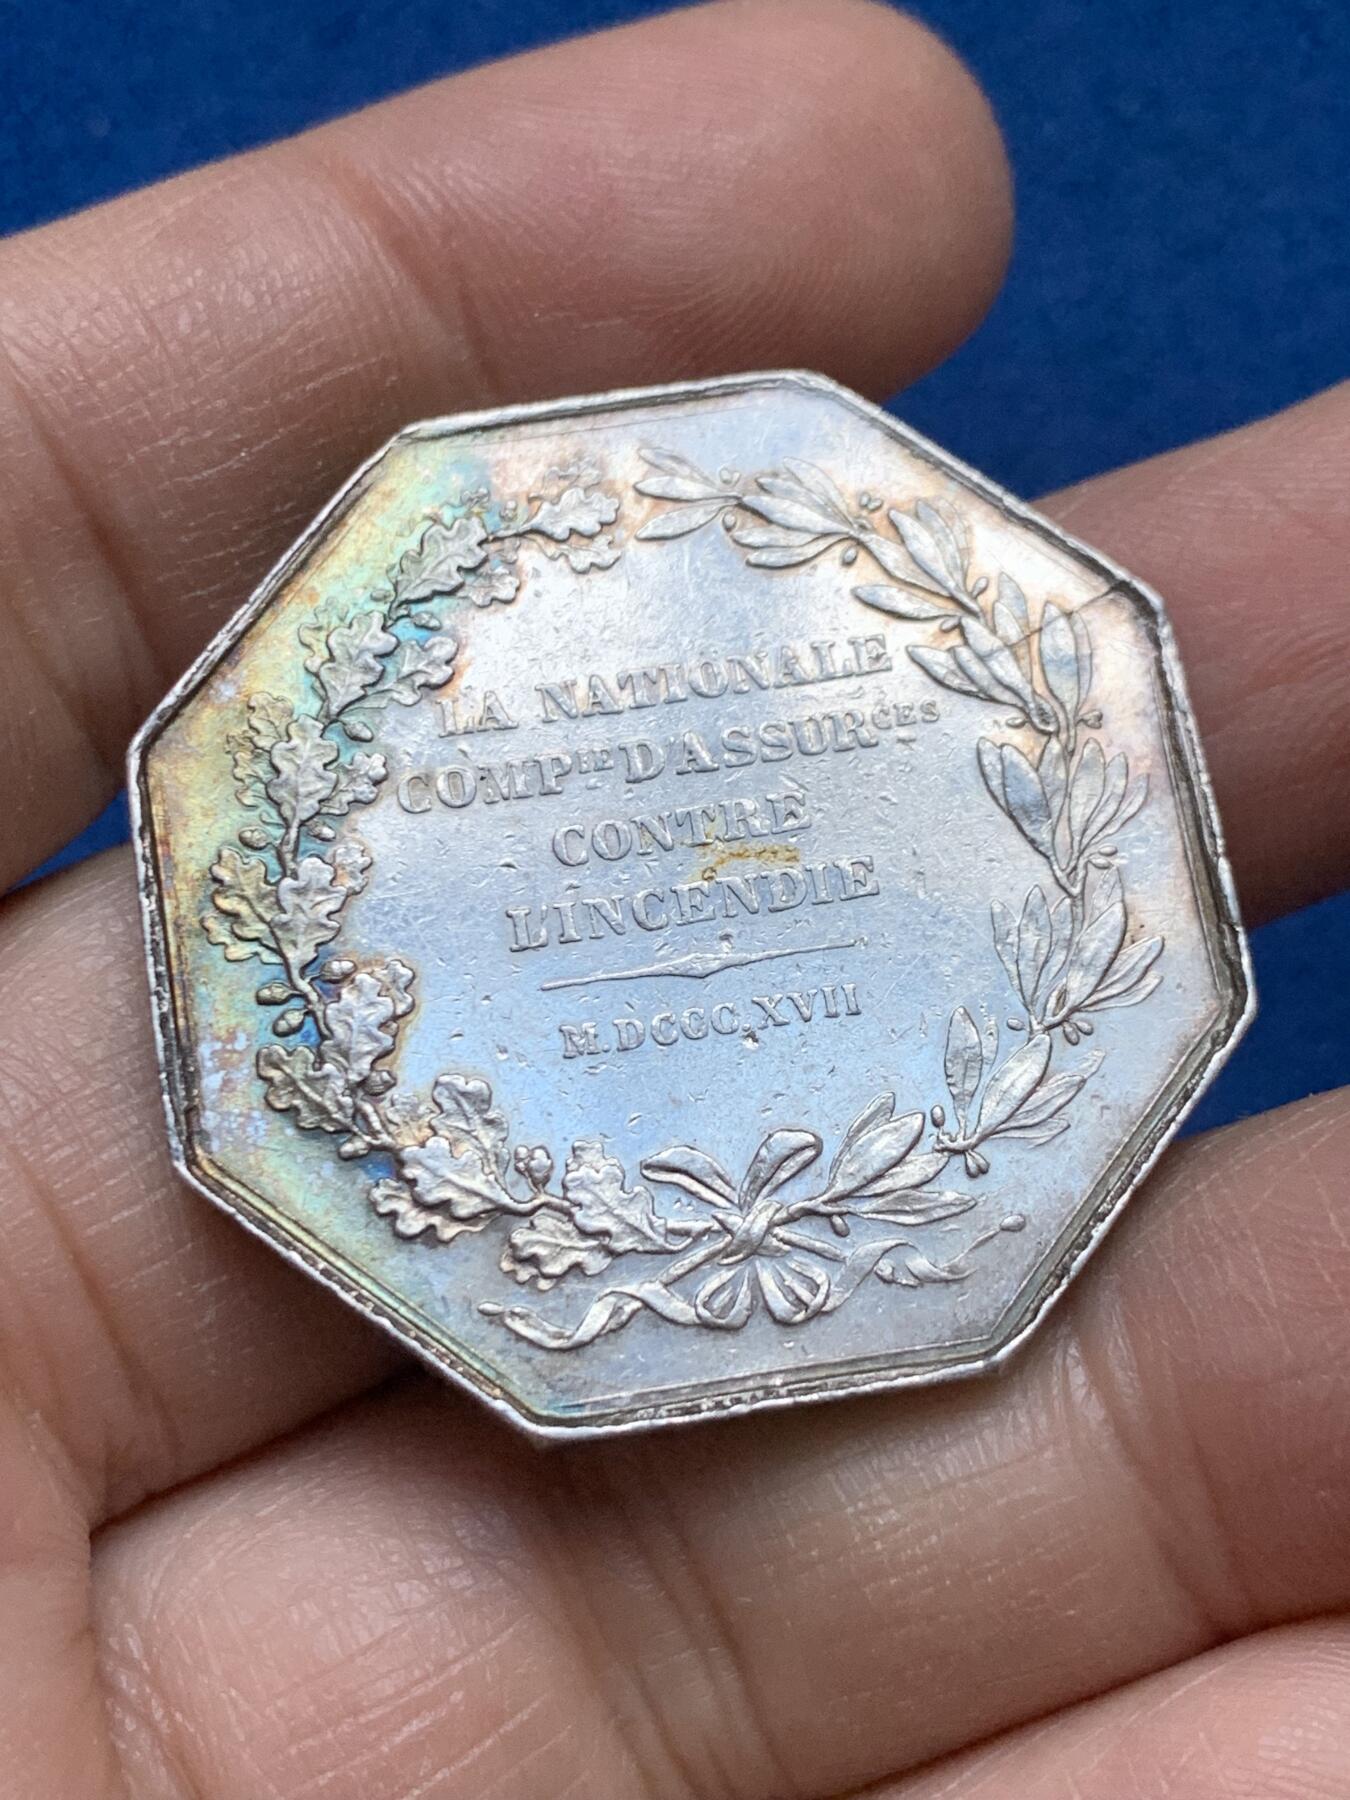 LA NATIONALE
COMPIE D'ASSURCES
CONTRE
L'INCENDIE
M.DCCC.XVII